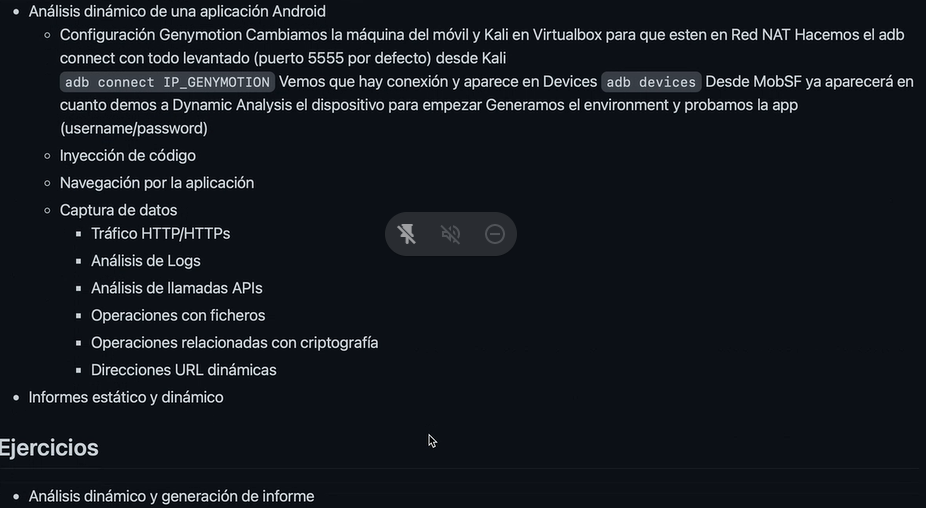 Análisis dinámico de una aplicación Android
Configuración Genymotion Cambiamos la máquina del móvil y Kali en Virtualbox para que esten en Red NAT Hacemos el adb
connect con todo levantado (puerto 5555 por defecto) desde Kali
adb connect IP_GENYMOTION Vemos que hay conexión y aparece en Devices adb devices Desde MobSF ya aparecerá en
cuanto demos a Dynamic Analysis el dispositivo para empezar Generamos el environment y probamos la app
(username/password)
Inyección de código
Navegación por la aplicación
Captura de datos
Tráfico HTTP/HTTPs
Análisis de Logs
Análisis de llamadas APIs
Operaciones con ficheros
Operaciones relacionadas con criptografía
Direcciones URL dinámicas
Informes estático y dinámico
Ejercicios
Análisis dinámico y generación de informe